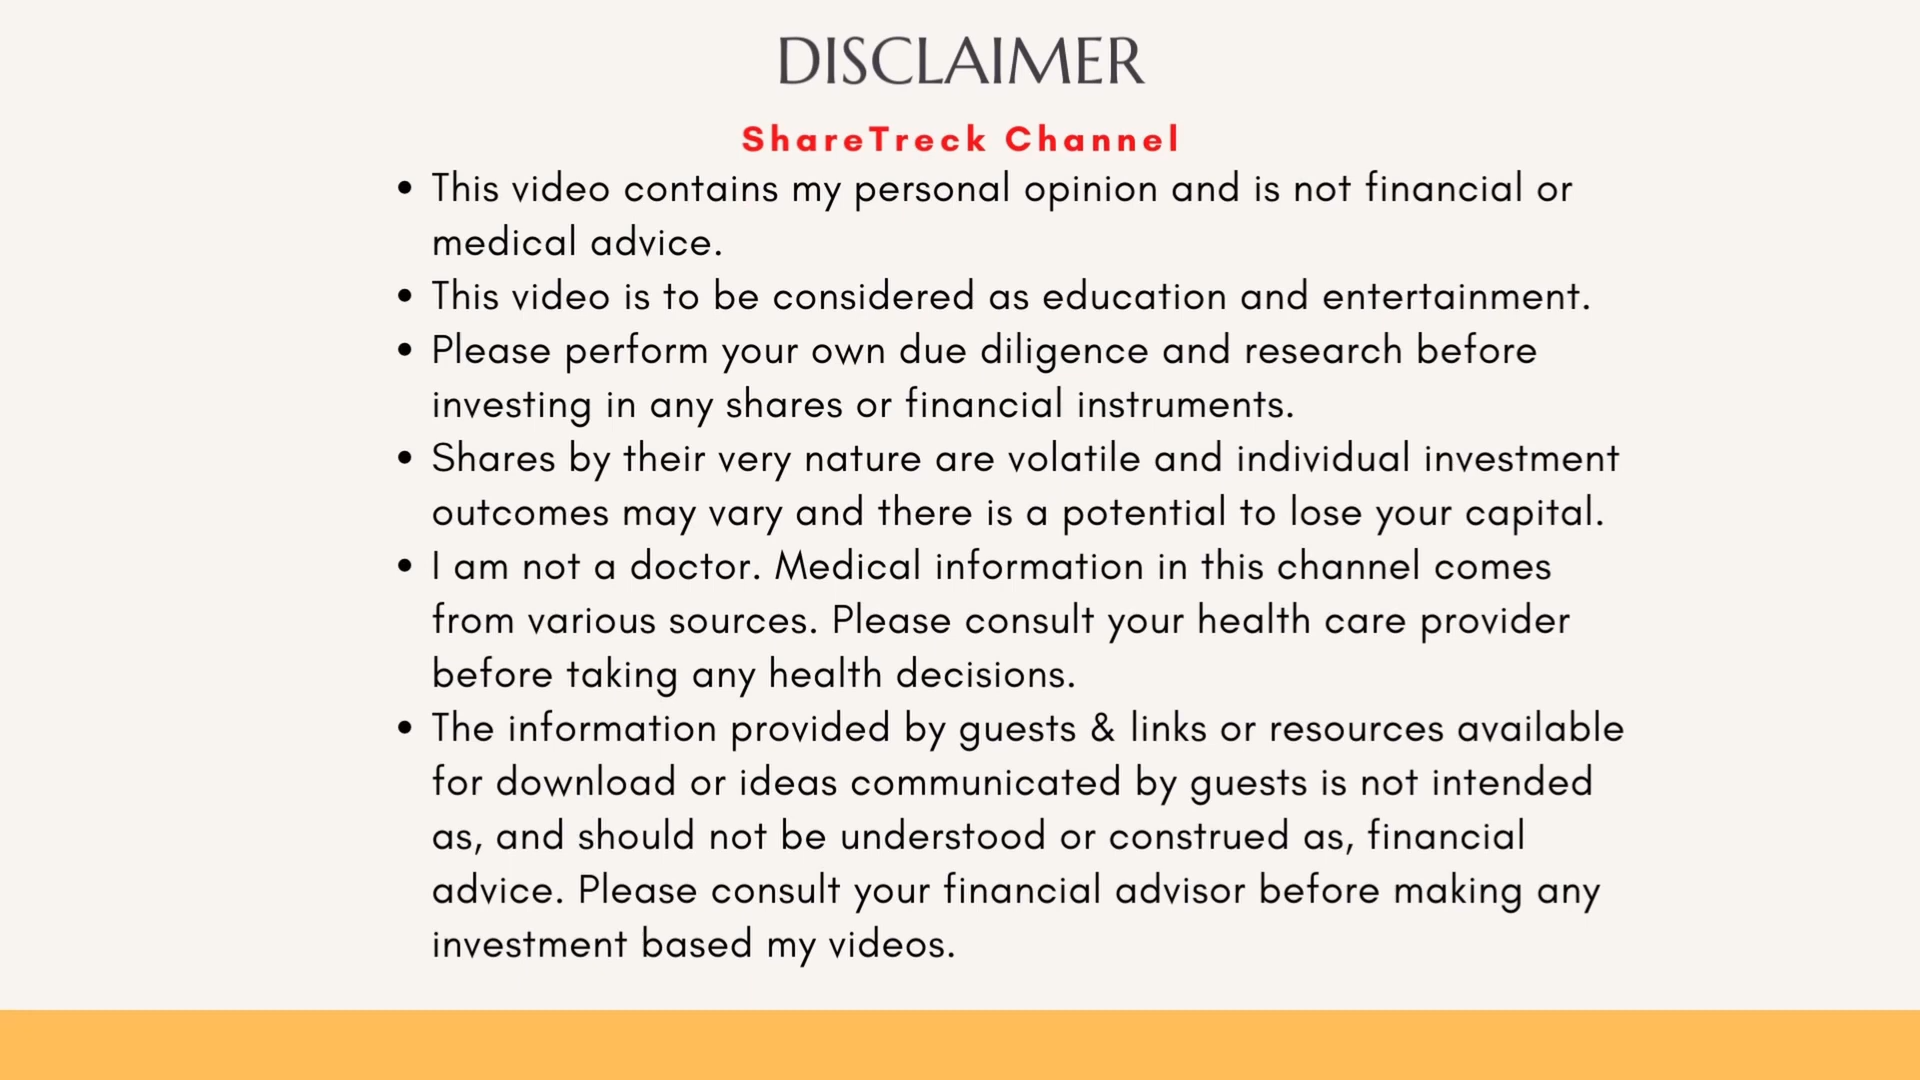 DISCLAIMER
ShareTreck Channel
• This video contains my personal opinion and is not financial or
medical advice.
• This video is to be considered as education and entertainment.
• Please perform your own due diligence and research before
investing in any shares or financial instruments.
• Shares by their very nature are volatile and individual investment
outcomes may vary and there is a potential to lose your capital.
• I am not a doctor. Medical information in this channel comes
from various sources. Please consult your health care provider
before taking any health decisions.
• The information provided by guests & links or resources available
for download or ideas communicated by guests is not intended
as, and should not be understood or construed as, financial
advice. Please consult your financial advisor before making any
investment based my videos.